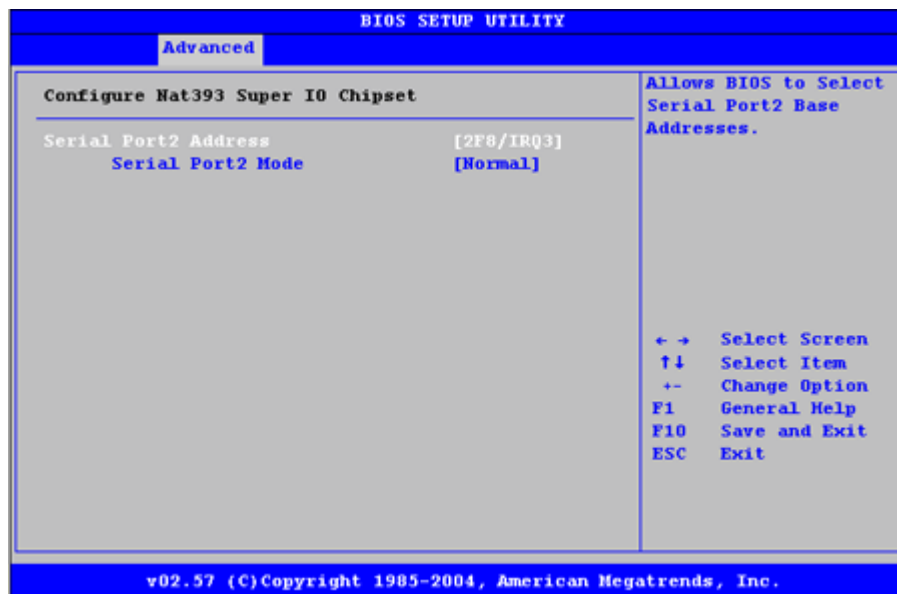 BIOS SETUP UTILITY
Advanced
Configure Nat393 Super IO Chipset
Serial Port2 Address [2F8/IRQ3]
Serial Port2 Mode [Normal]
Allows BIOS to Select
Serial Port2 Base
Addresses.
← → Select Screen
↑↓ Select Item
+- Change Option
F1 General Help
F10 Save and Exit
ESC Exit
v02.57 (C)Copyright 1985-2004, American Megatrends, Inc.